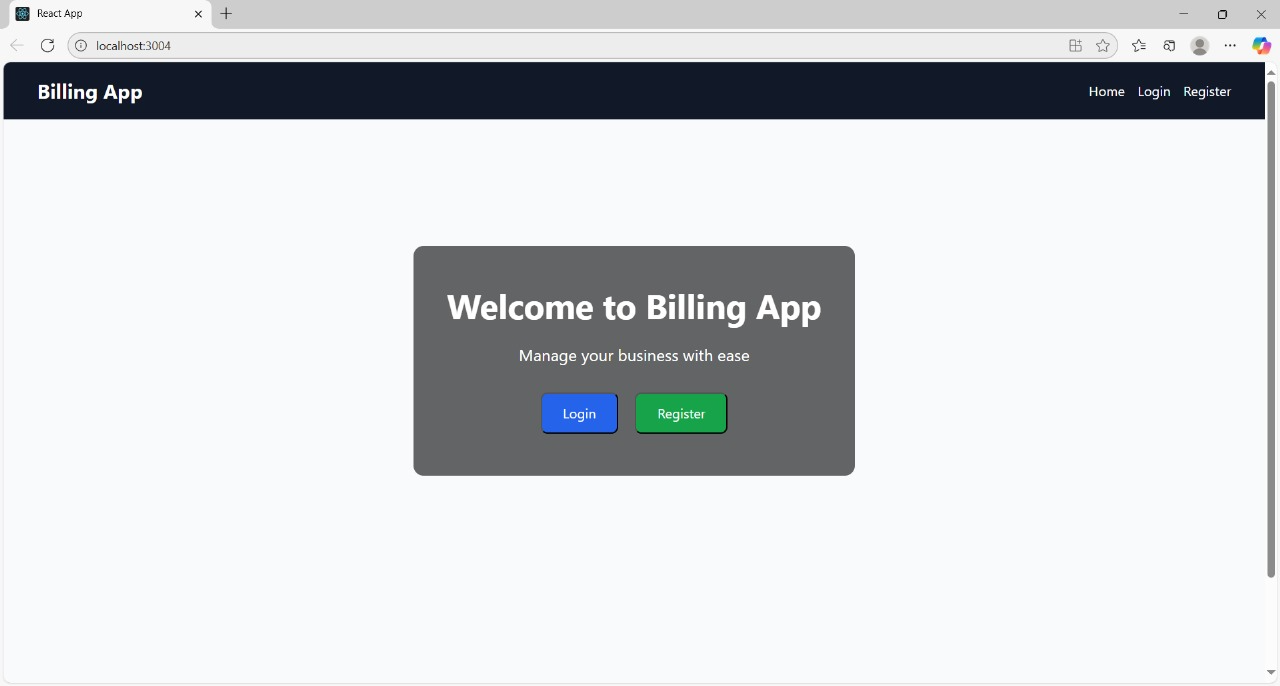 React App
localhost:3004
Billing App
Home Login Register
Welcome to Billing App
Manage your business with ease
Login Register